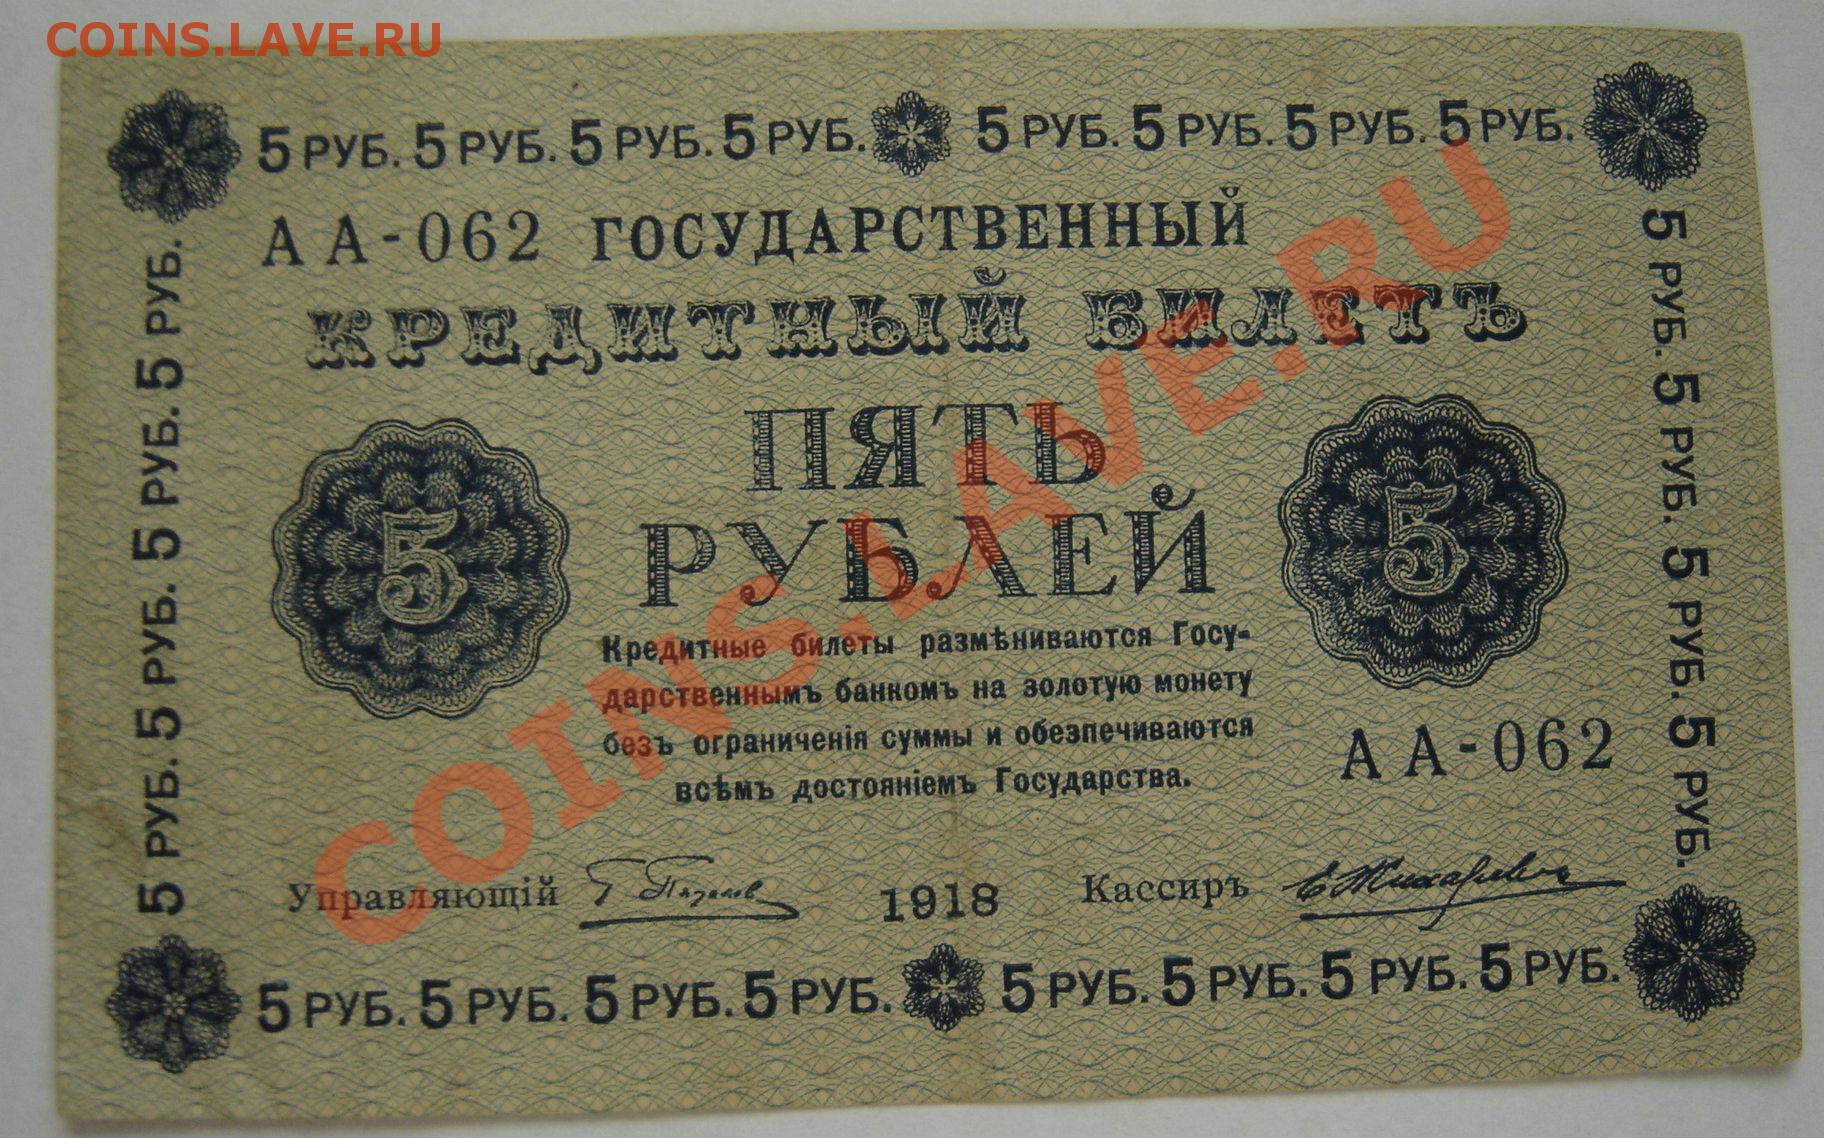 COINS.LAVE.RU
5 РУБ. 5 РУБ. 5 РУБ. 5 РУБ. 5 РУБ. 5 РУБ. 5 РУБ. 5 РУБ.
АА-062 ГОСУДАРСТВЕННЫЙ
КРЕДИТНЫЙ БИЛЕТЪ
ПЯТЬ
РУБЛЕЙ
5
5
Кредитные билеты размѣниваются Госу-
дарственнымъ банкомъ на золотую монету
безъ ограниченія суммы и обезпечиваются
всѣмъ достояніемъ Государства.
АА-062
Управляющій Г Пятаков 1918 Кассиръ Е Жихаревъ
5 РУБ. 5 РУБ. 5 РУБ. 5 РУБ. 5 РУБ. 5 РУБ. 5 РУБ. 5 РУБ.
5 РУБ. 5 РУБ. 5 РУБ. 5 РУБ.
5 РУБ. 5 РУБ. 5 РУБ. 5 РУБ.
COINS.LAVE.RU